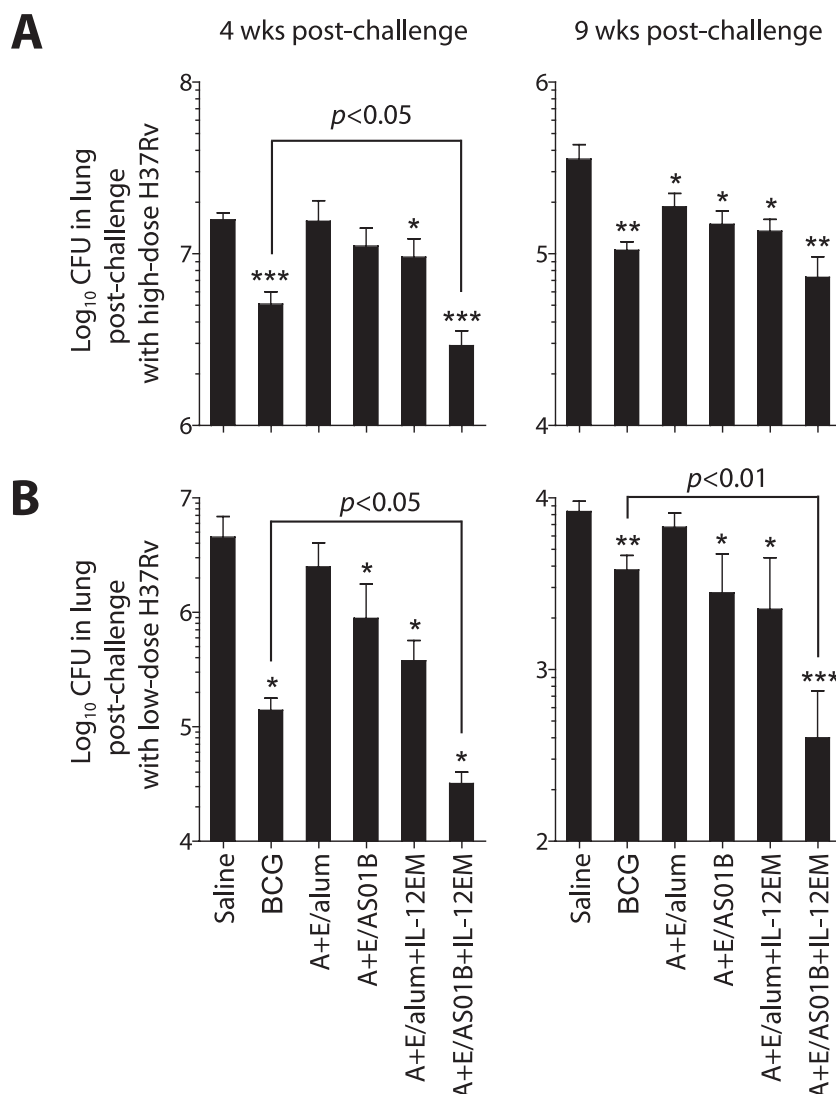 A
4 wks post-challenge
9 wks post-challenge
Log₁₀ CFU in lung
post-challenge
with high-dose H37Rv
8
7
6
p<0.05
***
*
***
6
5
4
**
*
*
*
**
B
Log₁₀ CFU in lung
post-challenge
with low-dose H37Rv
7
6
5
4
p<0.05
*
*
*
*
4
3
2
p<0.01
**
*
*
***
Saline
BCG
A+E/alum
A+E/AS01B
A+E/alum+IL-12EM
A+E/AS01B+IL-12EM
Saline
BCG
A+E/alum
A+E/AS01B
A+E/alum+IL-12EM
A+E/AS01B+IL-12EM